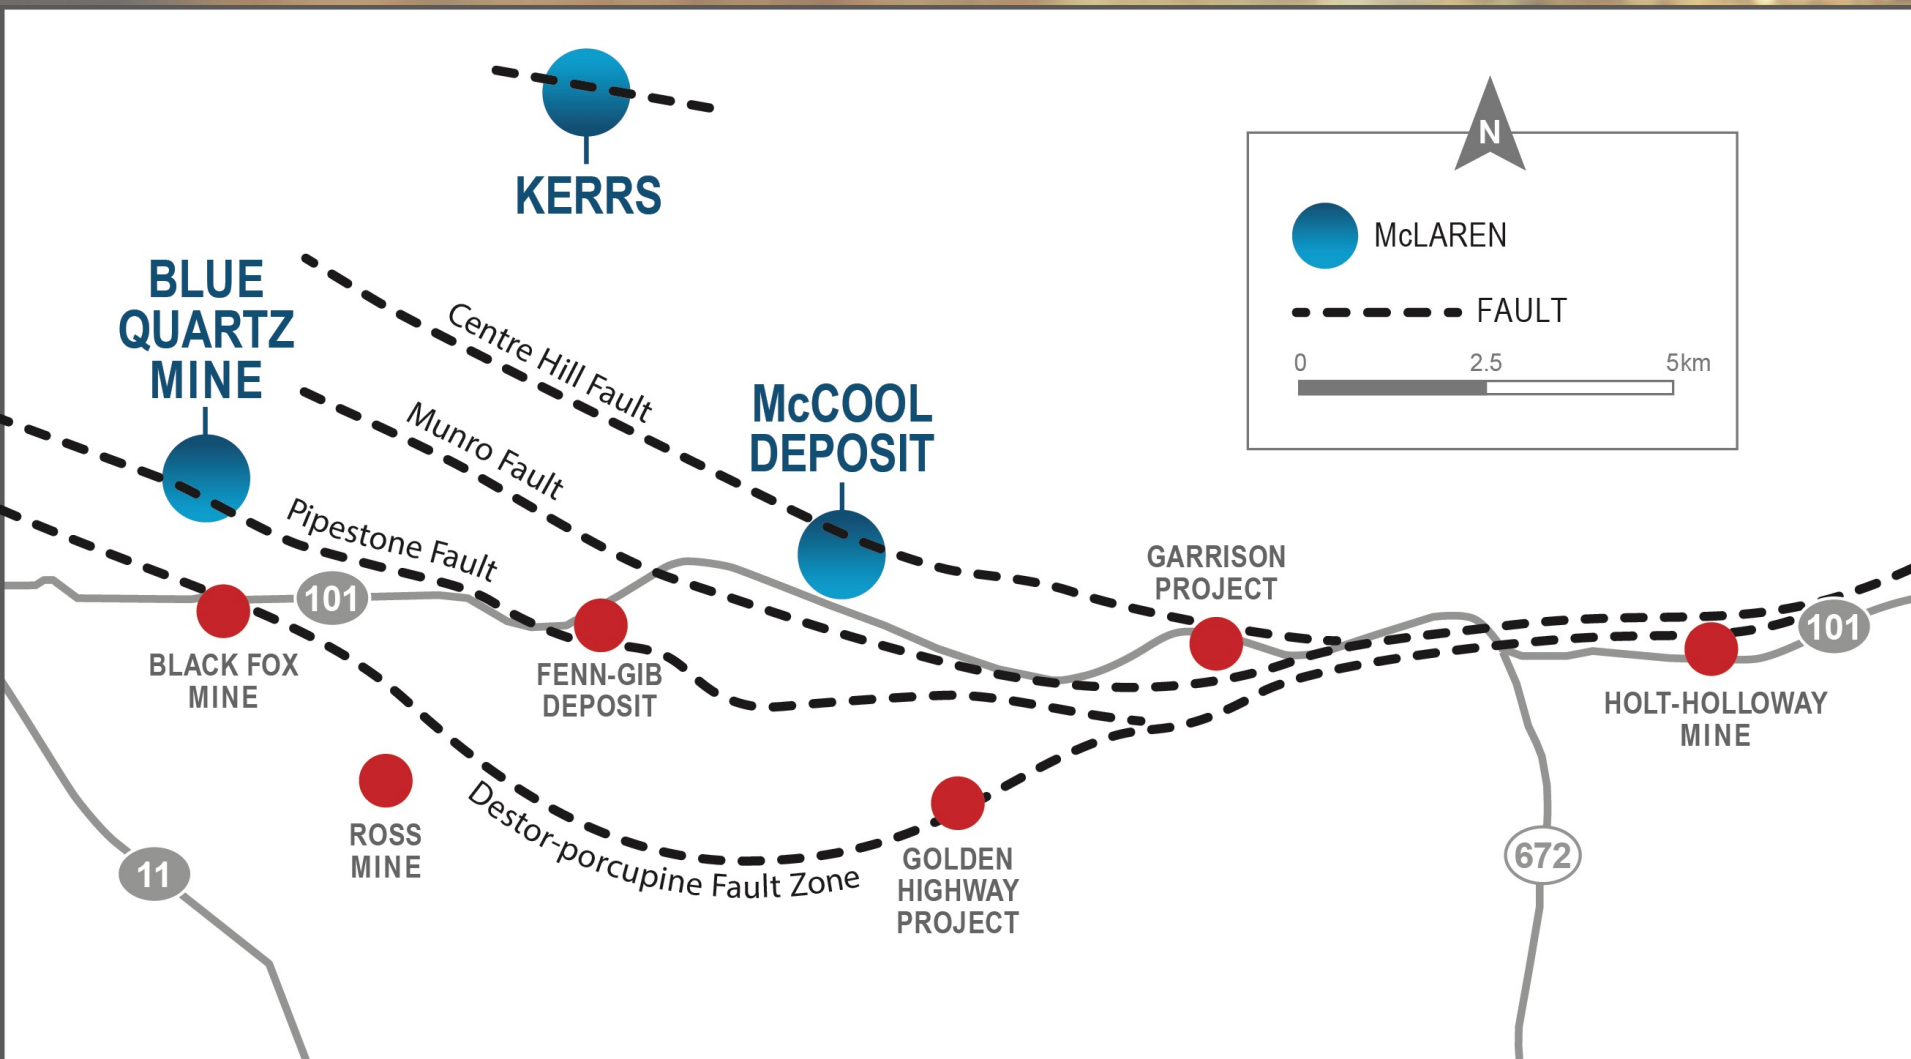 KERRS
N
McLAREN
FAULT
0 2.5 5km
BLUE
QUARTZ
MINE
Centre Hill Fault
Munro Fault
McCOOL
DEPOSIT
Pipestone Fault
GARRISON
PROJECT
101
101
BLACK FOX
MINE
FENN-GIB
DEPOSIT
HOLT-HOLLOWAY
MINE
ROSS
MINE
Destor-porcupine Fault Zone
GOLDEN
HIGHWAY
PROJECT
11
672